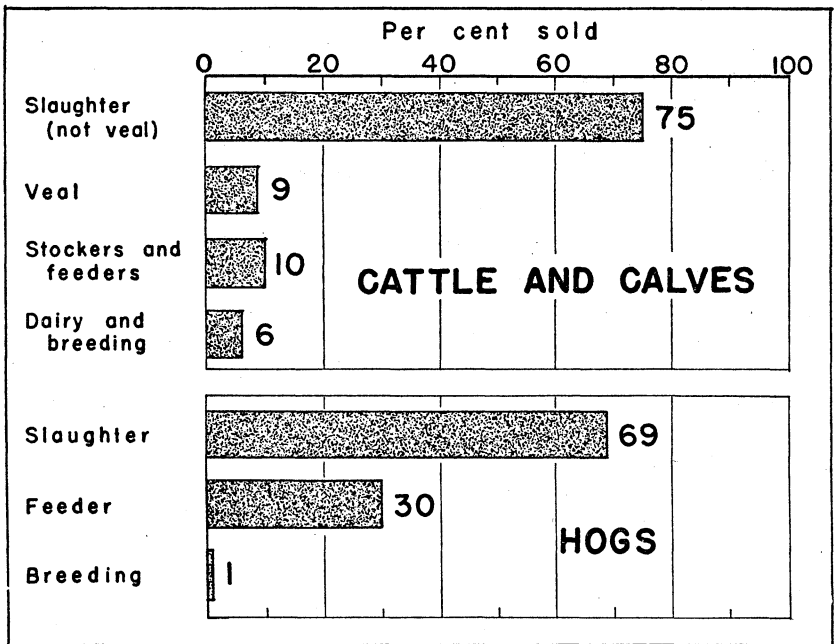 Per cent sold
0 20 40 60 80 100
Slaughter
(not veal)
75
Veal
9
Stockers and
feeders
10
CATTLE AND CALVES
Dairy and
breeding
6
Slaughter
69
Feeder
30
HOGS
Breeding
1